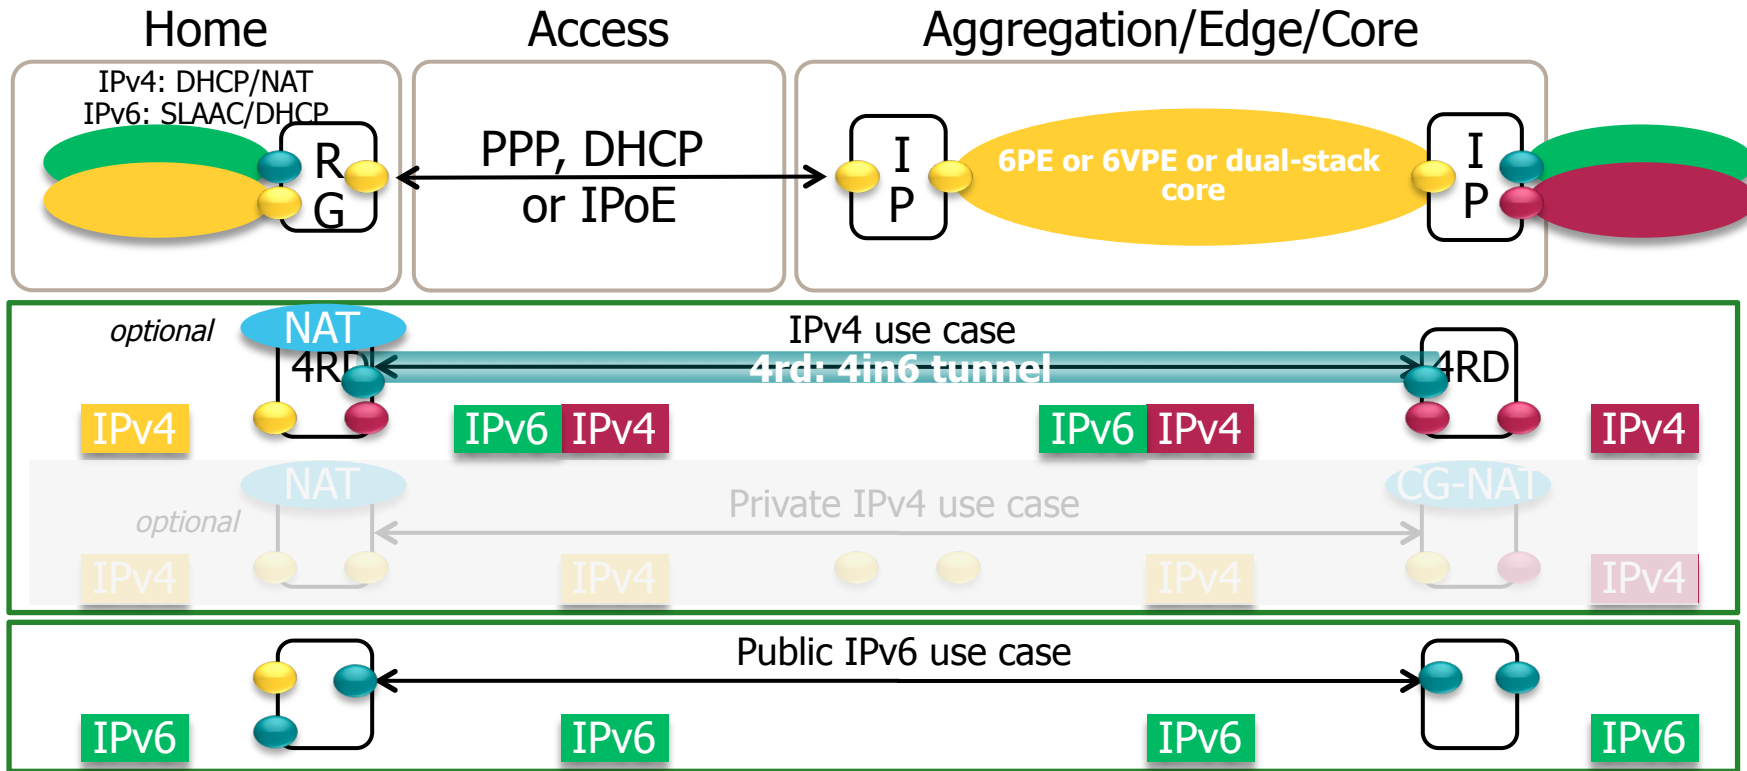 Home
Access
Aggregation/Edge/Core
IPv4: DHCP/NAT
IPv6: SLAAC/DHCP
R
G
PPP, DHCP
or IPoE
I
P
6PE or 6VPE or dual-stack
core
I
P
optional
NAT
4RD
IPv4 use case
4rd: 4in6 tunnel
4RD
IPv4
IPv6 IPv4
IPv6 IPv4
IPv4
NAT
optional
Private IPv4 use case
CG-NAT
IPv4
IPv4
IPv4
IPv4
Public IPv6 use case
IPv6
IPv6
IPv6
IPv6